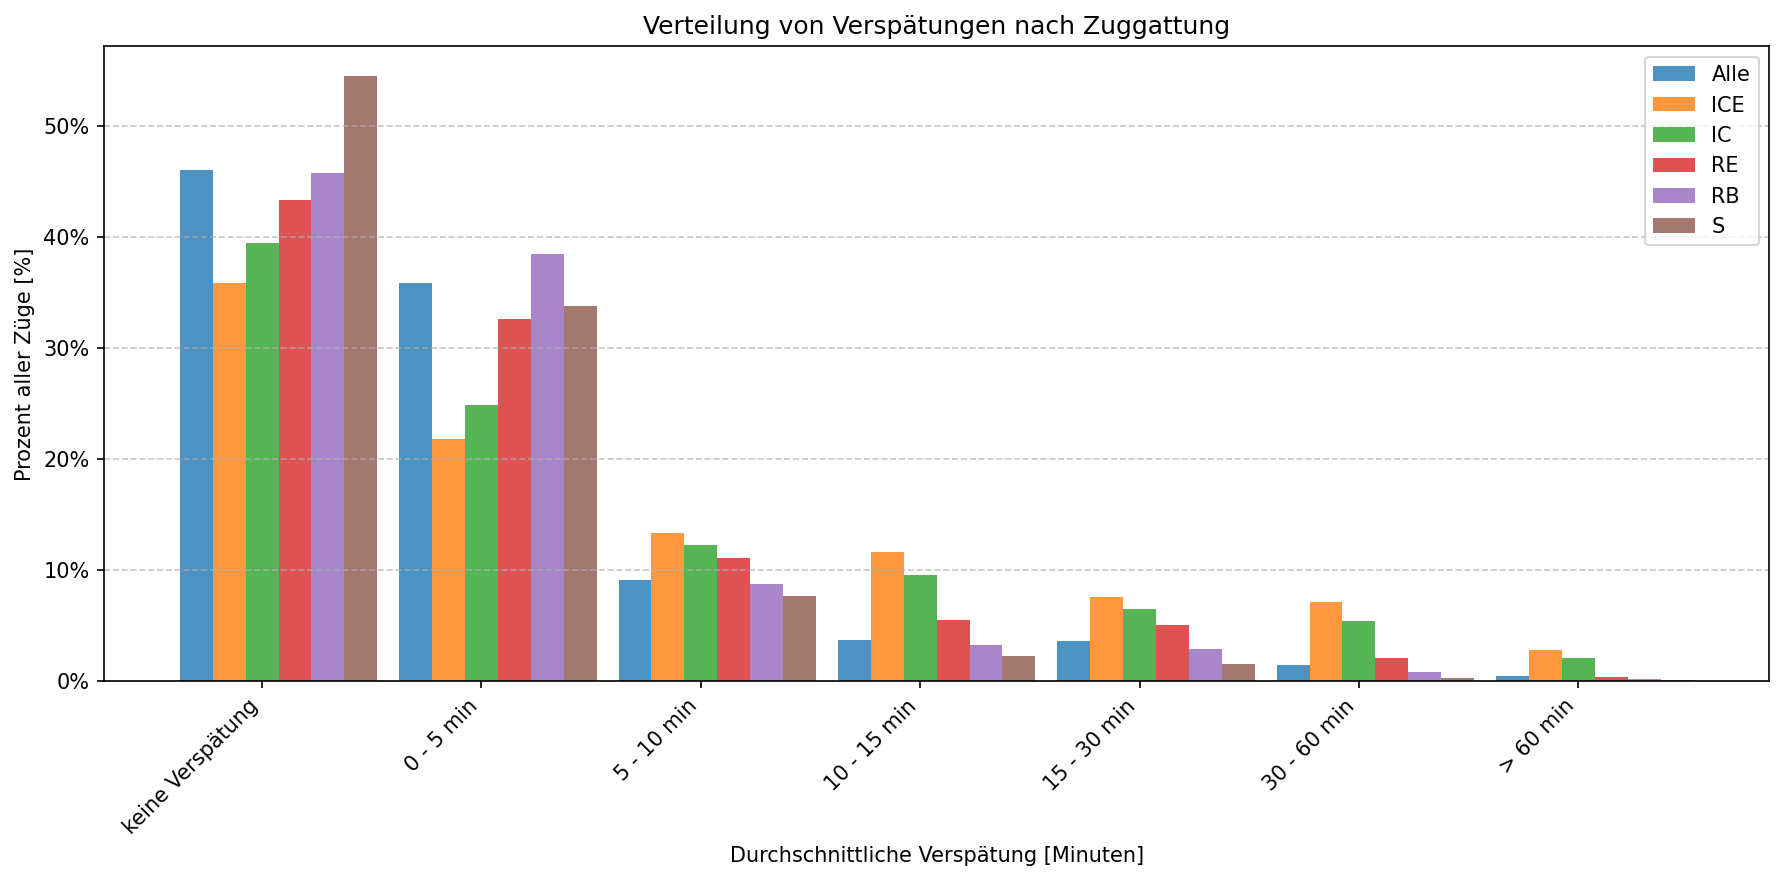 Verteilung von Verspätungen nach Zuggattung
Alle
ICE
IC
RE
RB
S
Prozent aller Züge [%]
50%
40%
30%
20%
10%
0%
keine Verspätung
0 - 5 min
5 - 10 min
10 - 15 min
15 - 30 min
30 - 60 min
> 60 min
Durchschnittliche Verspätung [Minuten]